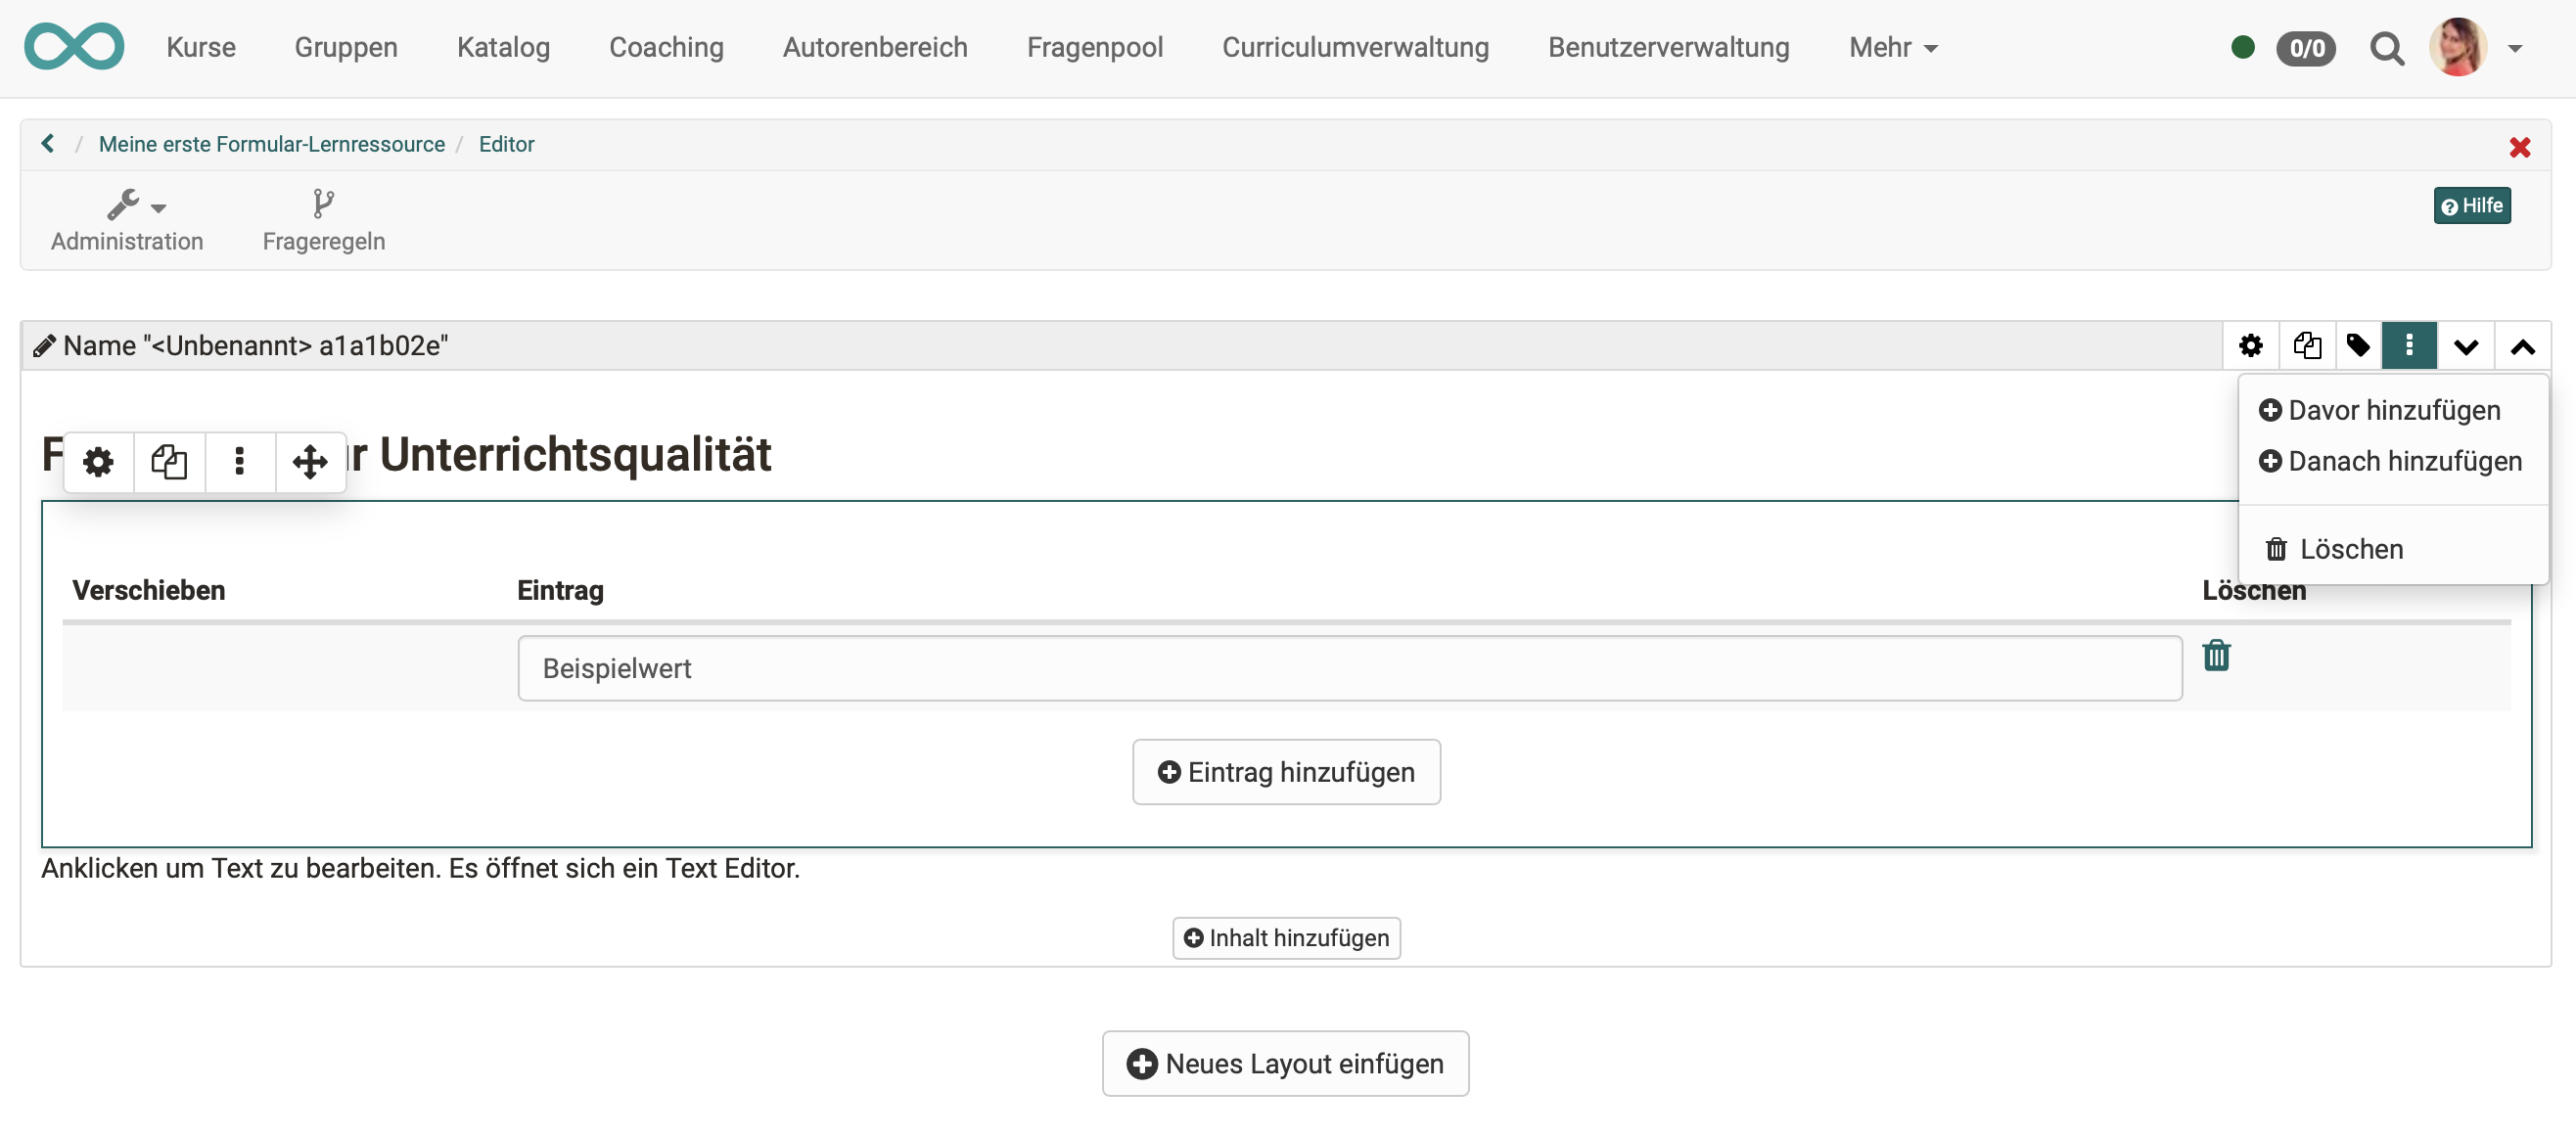 Kurse Gruppen Katalog Coaching Autorenbereich Fragenpool Curriculumverwaltung Benutzerverwaltung Mehr 0/0
/ Meine erste Formular-Lernressource / Editor
Administration Frageregeln Hilfe
Name "<Unbenannt> a1a1b02e"
Davor hinzufügen
Danach hinzufügen
Löschen
Unterrichtsqualität
Verschieben Eintrag Löschen
Beispielwert
Eintrag hinzufügen
Anklicken um Text zu bearbeiten. Es öffnet sich ein Text Editor.
Inhalt hinzufügen
Neues Layout einfügen